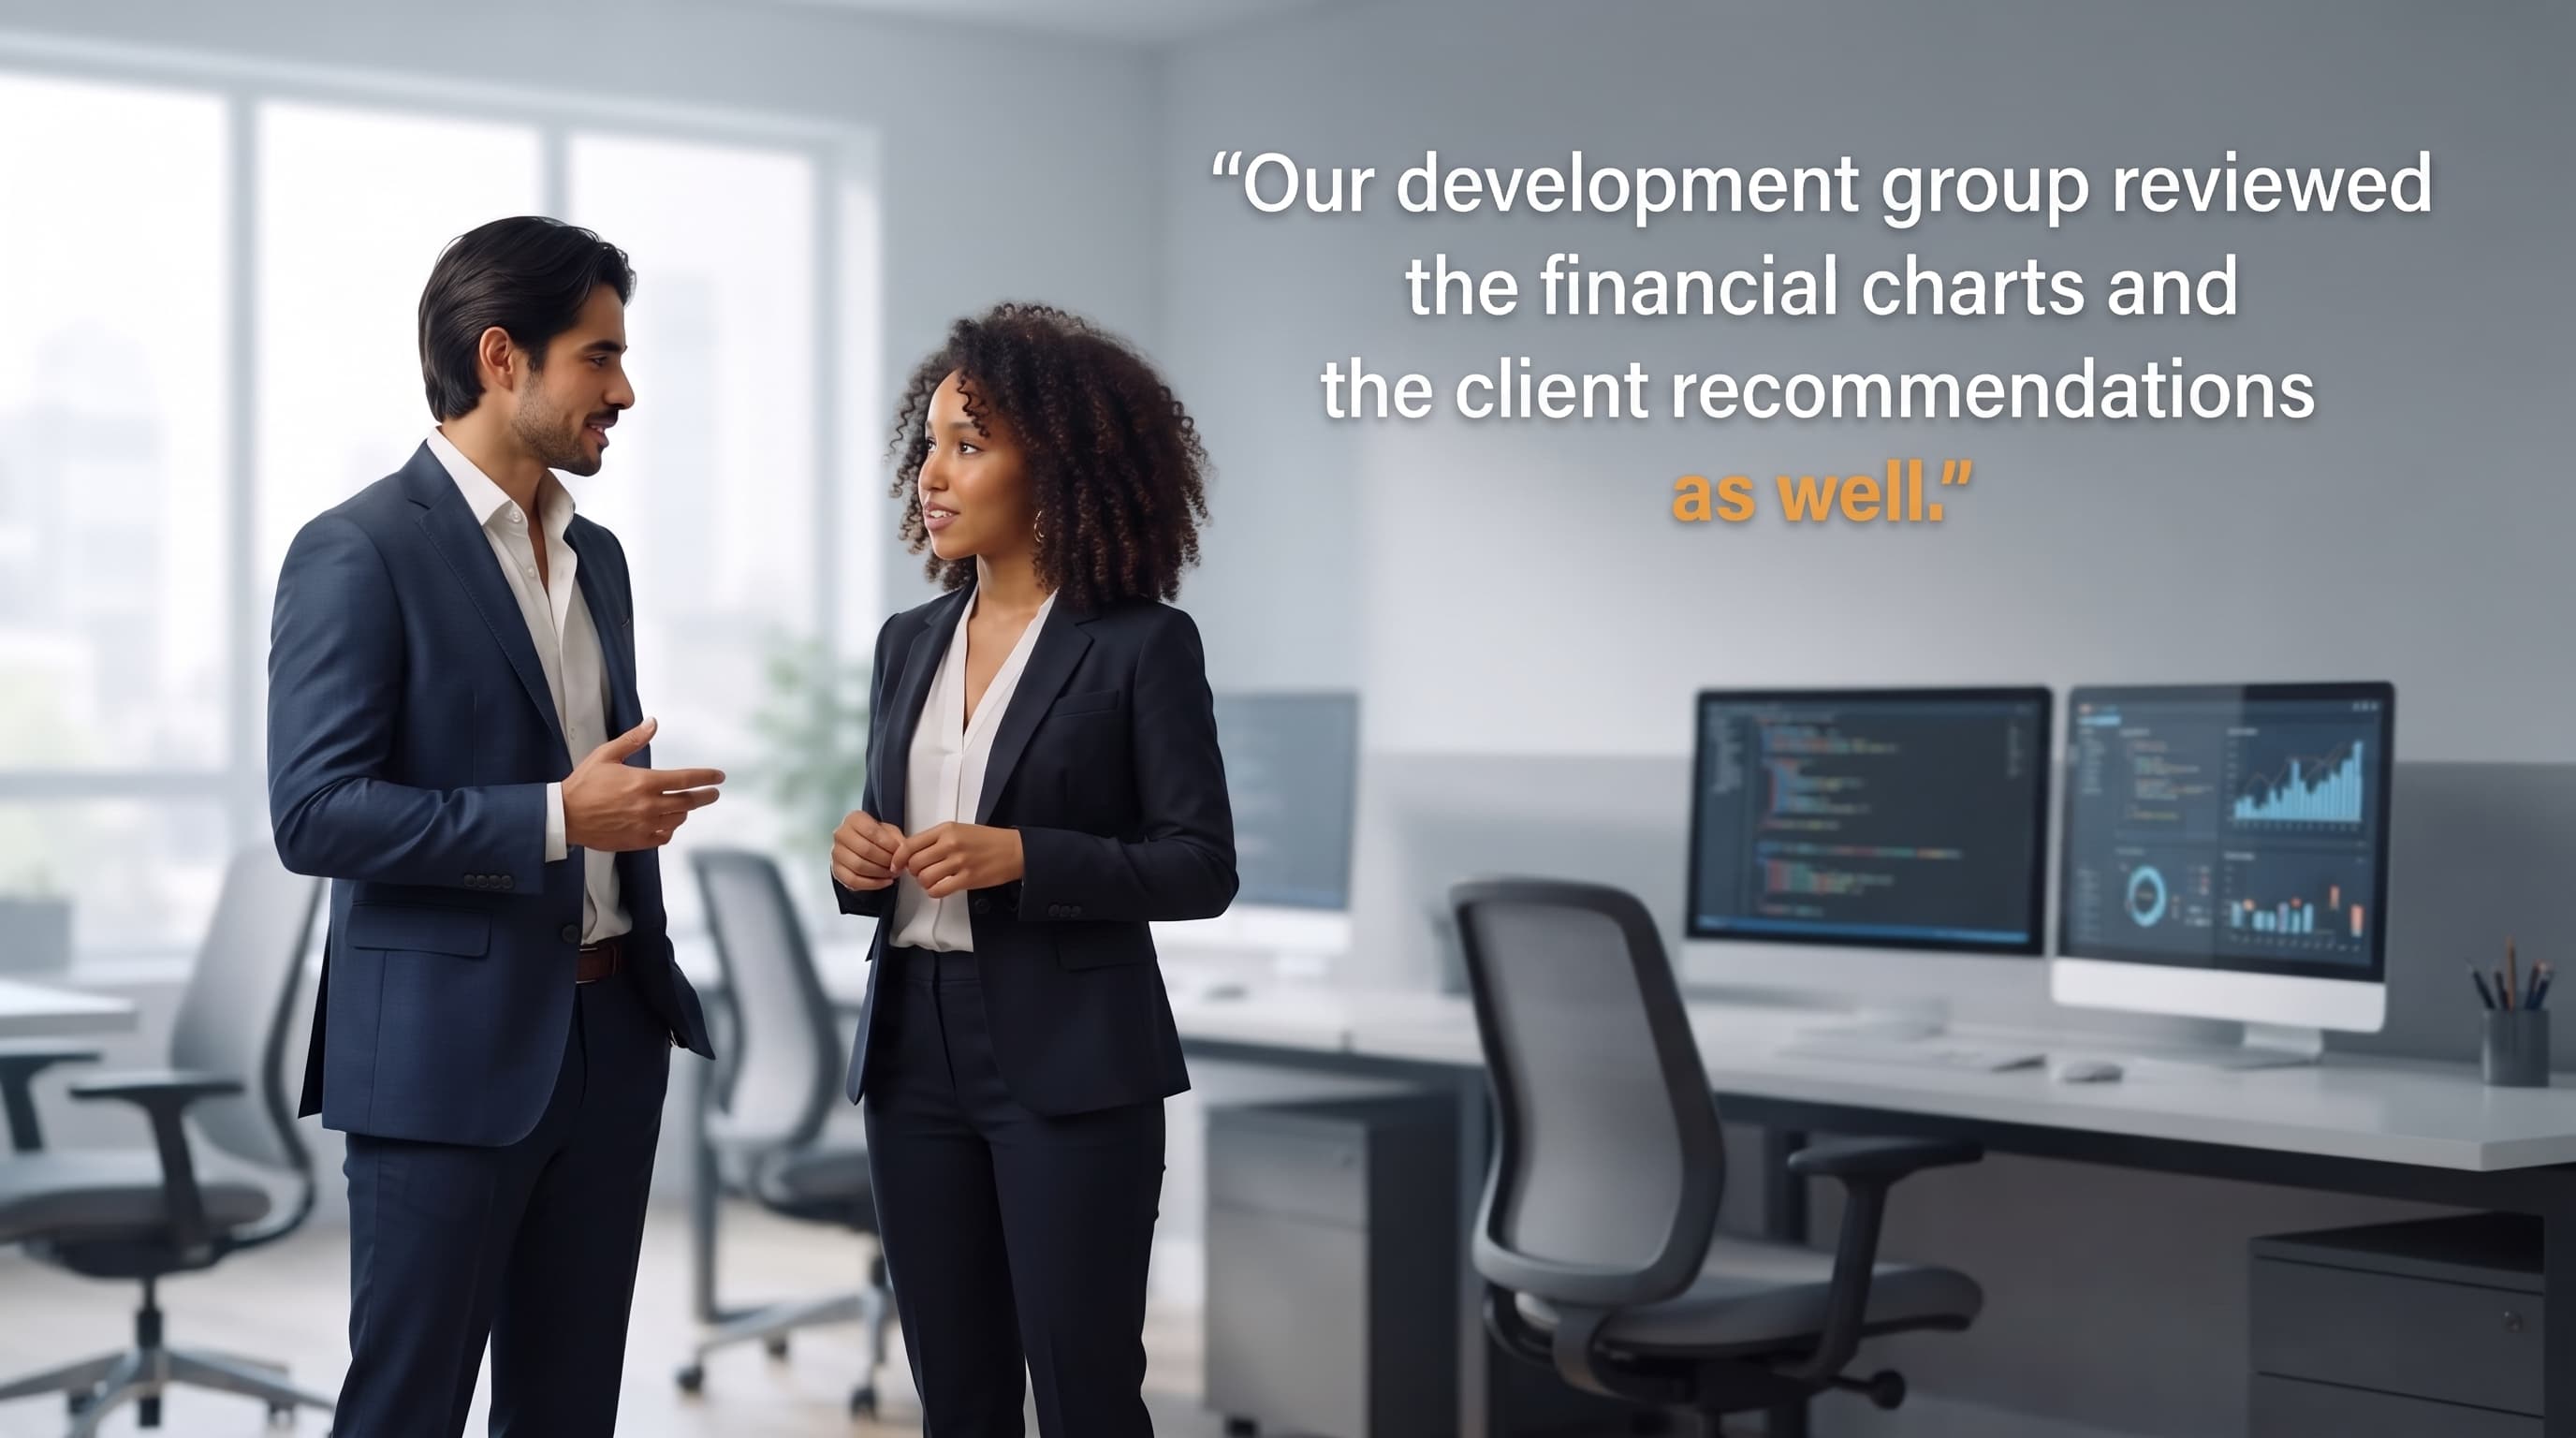 “Our development group reviewed
the financial charts and
the client recommendations
as well.”